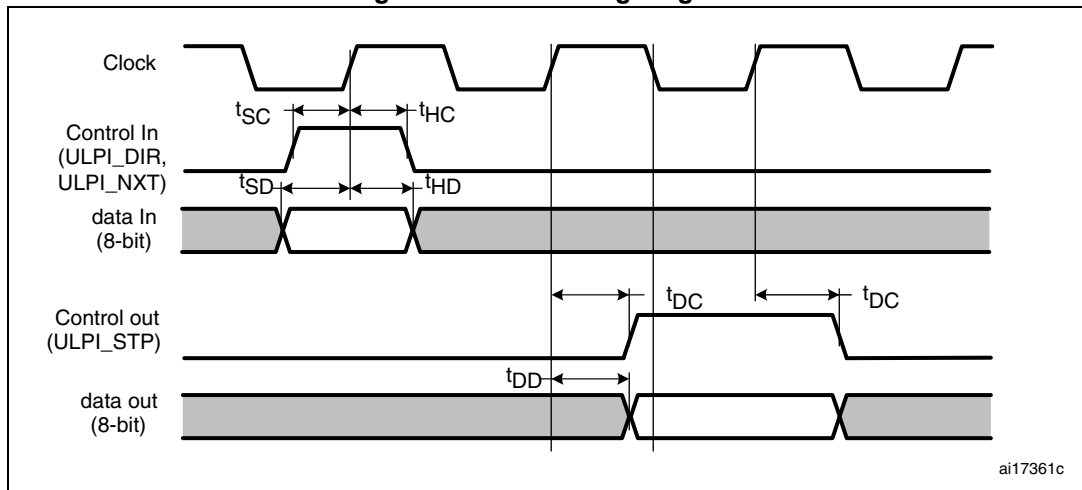 Clock
tSC
tHC
Control In
(ULPI_DIR,
ULPI_NXT)
tSD
tHD
data In
(8-bit)
tDC
tDC
Control out
(ULPI_STP)
tDD
data out
(8-bit)
ai17361c